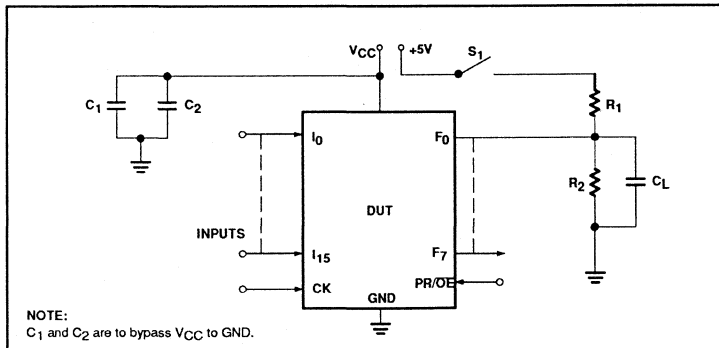 VCC +5V S1
C1 C2 R1
I0 F0
R2 CL
DUT
INPUTS
I15 F7
PR/OE
CK
GND
NOTE:
C1 and C2 are to bypass VCC to GND.